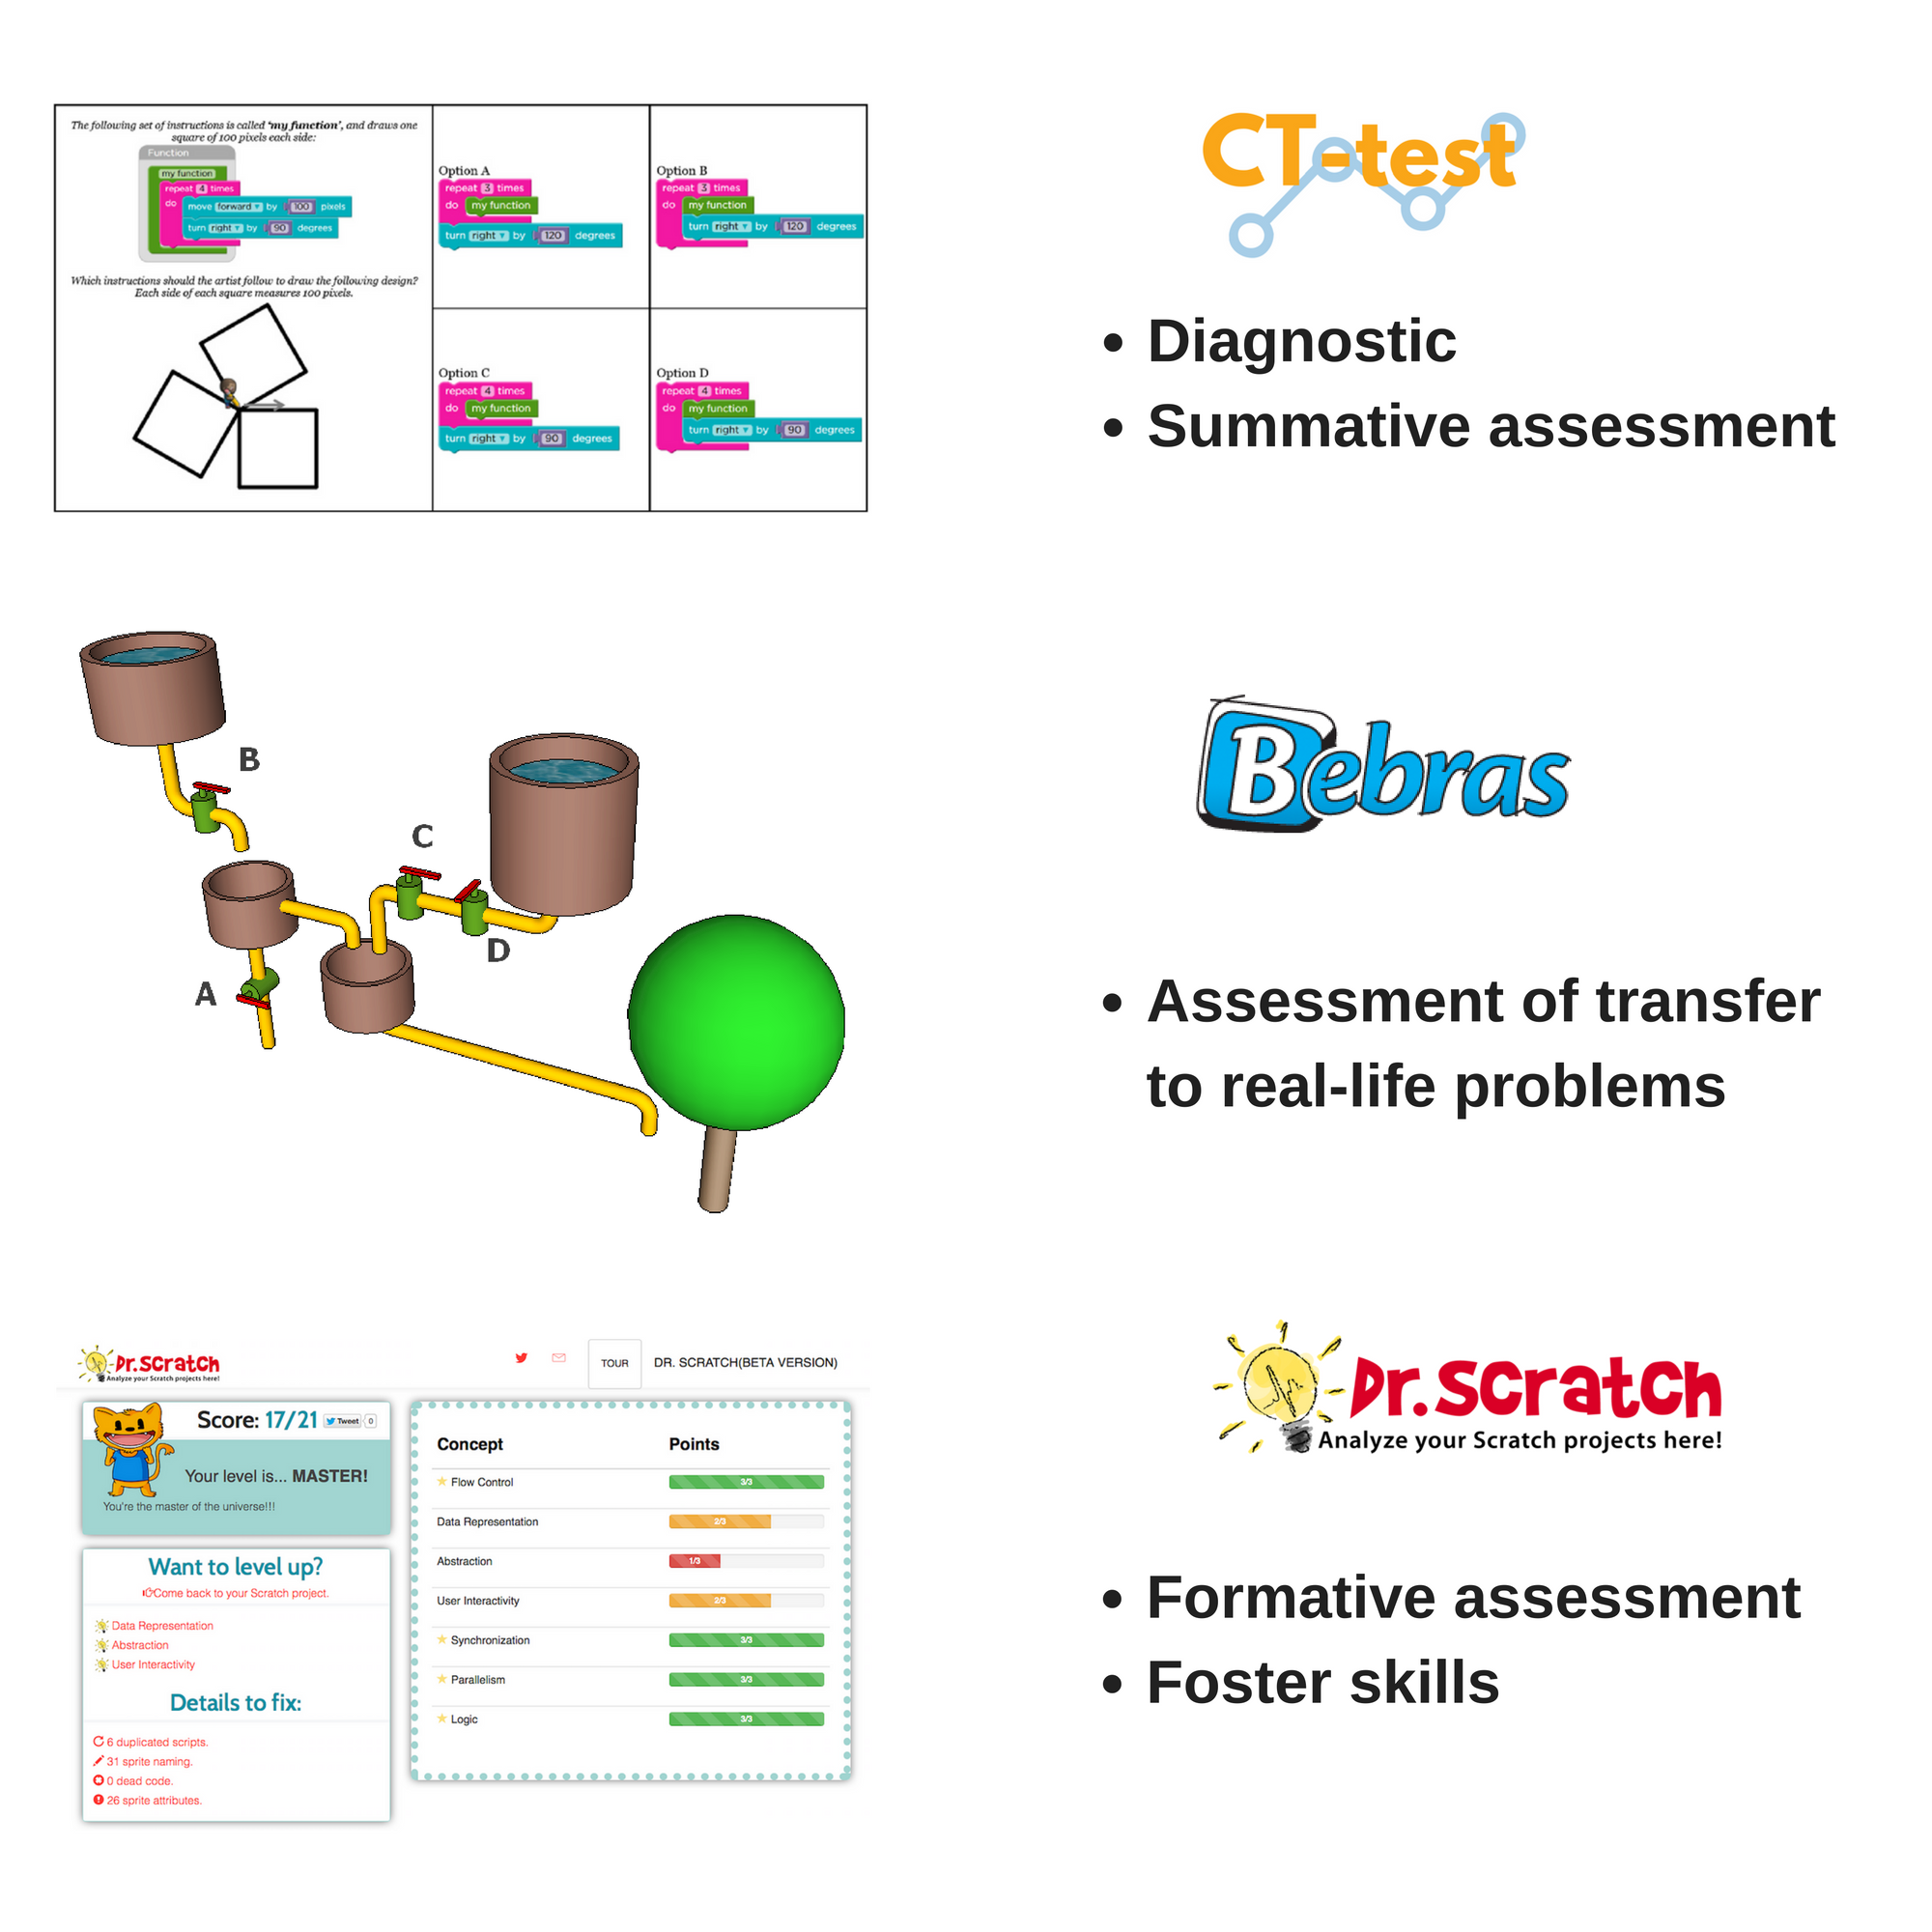 The following set of instructions is called 'my function', and draws one
square of 100 pixels each side:
Function
my function
repeat 4 times
do move forward by 100 pixels
turn right by 90 degrees
Which instructions should the artist follow to draw the following design?
Each side of each square measures 100 pixels.
Option A
repeat 3 times
do my function
turn right by 120 degrees
Option B
repeat 3 times
do my function
turn right by 120 degrees
Option C
repeat 4 times
do my function
turn right by 90 degrees
Option D
repeat 4 times
do my function
turn right by 90 degrees
CT-test
• Diagnostic
• Summative assessment
B
C
D
A
Bebras
• Assessment of transfer
to real-life problems
Dr.Scratch
Analyze your Scratch projects here!
TOUR
DR. SCRATCH(BETA VERSION)
Score: 17/21
Tweet 0
Your level is... MASTER!
You're the master of the universe!!!
Want to level up?
Come back to your Scratch project.
Data Representation
Abstraction
User Interactivity
Details to fix:
6 duplicated scripts.
31 sprite naming.
0 dead code.
26 sprite attributes.
Concept Points
Flow Control 3/3
Data Representation 2/3
Abstraction 1/3
User Interactivity 2/3
Synchronization 3/3
Parallelism 3/3
Logic 3/3
Dr.Scratch
Analyze your Scratch projects here!
• Formative assessment
• Foster skills